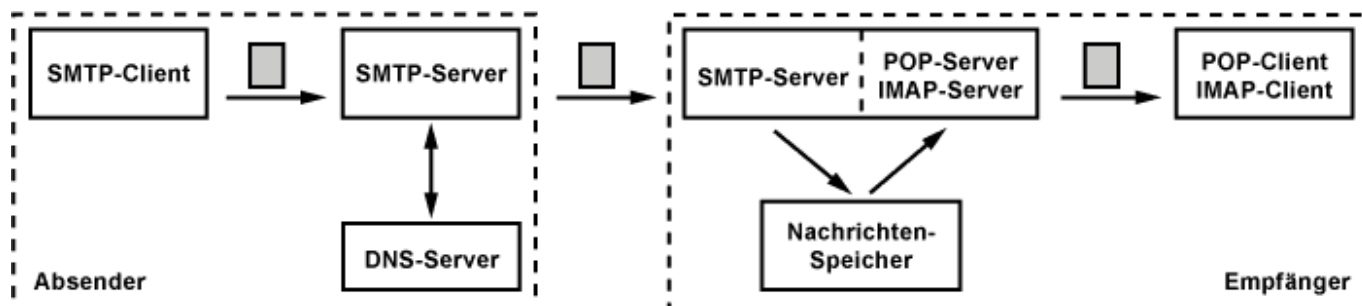 SMTP-Client
SMTP-Server
DNS-Server
Absender
SMTP-Server
POP-Server
IMAP-Server
Nachrichten-
Speicher
POP-Client
IMAP-Client
Empfänger